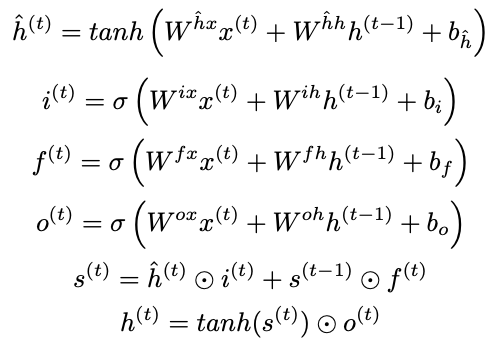 ĥ^(t) = tanh (W^ĥx x^(t) + W^ĥh h^(t−1) + b_ĥ)
i^(t) = σ (W^ix x^(t) + W^ih h^(t−1) + b_i)
f^(t) = σ (W^fx x^(t) + W^fh h^(t−1) + b_f)
o^(t) = σ (W^ox x^(t) + W^oh h^(t−1) + b_o)
s^(t) = ĥ^(t) ⊙ i^(t) + s^(t−1) ⊙ f^(t)
h^(t) = tanh(s^(t)) ⊙ o^(t)